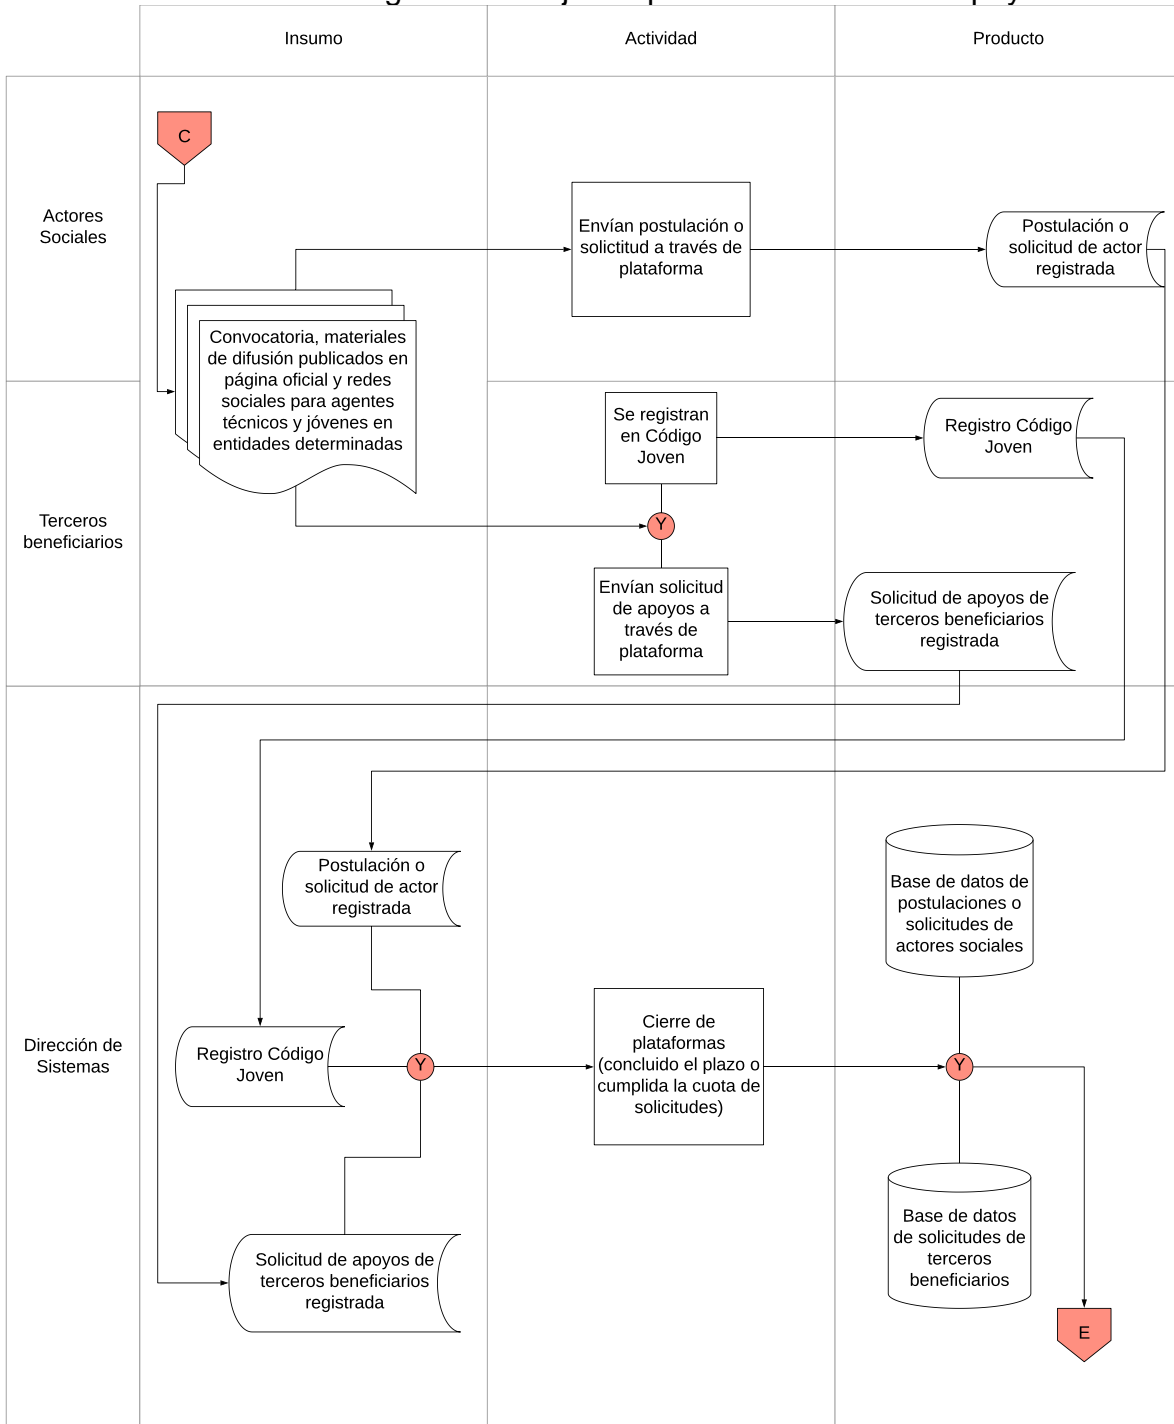 Insumo
Actividad
Producto
Actores
Sociales
C
Envían postulación o
solictitud a través de
plataforma
Postulación o
solicitud de actor
registrada
Convocatoria, materiales
de difusión publicados en
página oficial y redes
sociales para agentes
técnicos y jóvenes en
entidades determinadas
Terceros
beneficiarios
Se registran
en Código
Joven
Registro Código
Joven
Y
Envían solicitud
de apoyos a
través de
plataforma
Solicitud de apoyos de
terceros beneficiarios
registrada
Dirección de
Sistemas
Postulación o
solicitud de actor
registrada
Registro Código
Joven
Y
Solicitud de apoyos de
terceros beneficiarios
registrada
Cierre de
plataformas
(concluido el plazo o
cumplida la cuota de
solicitudes)
Base de datos de
postulaciones o
solicitudes de
actores sociales
Y
Base de datos
de solicitudes de
terceros
beneficiarios
E